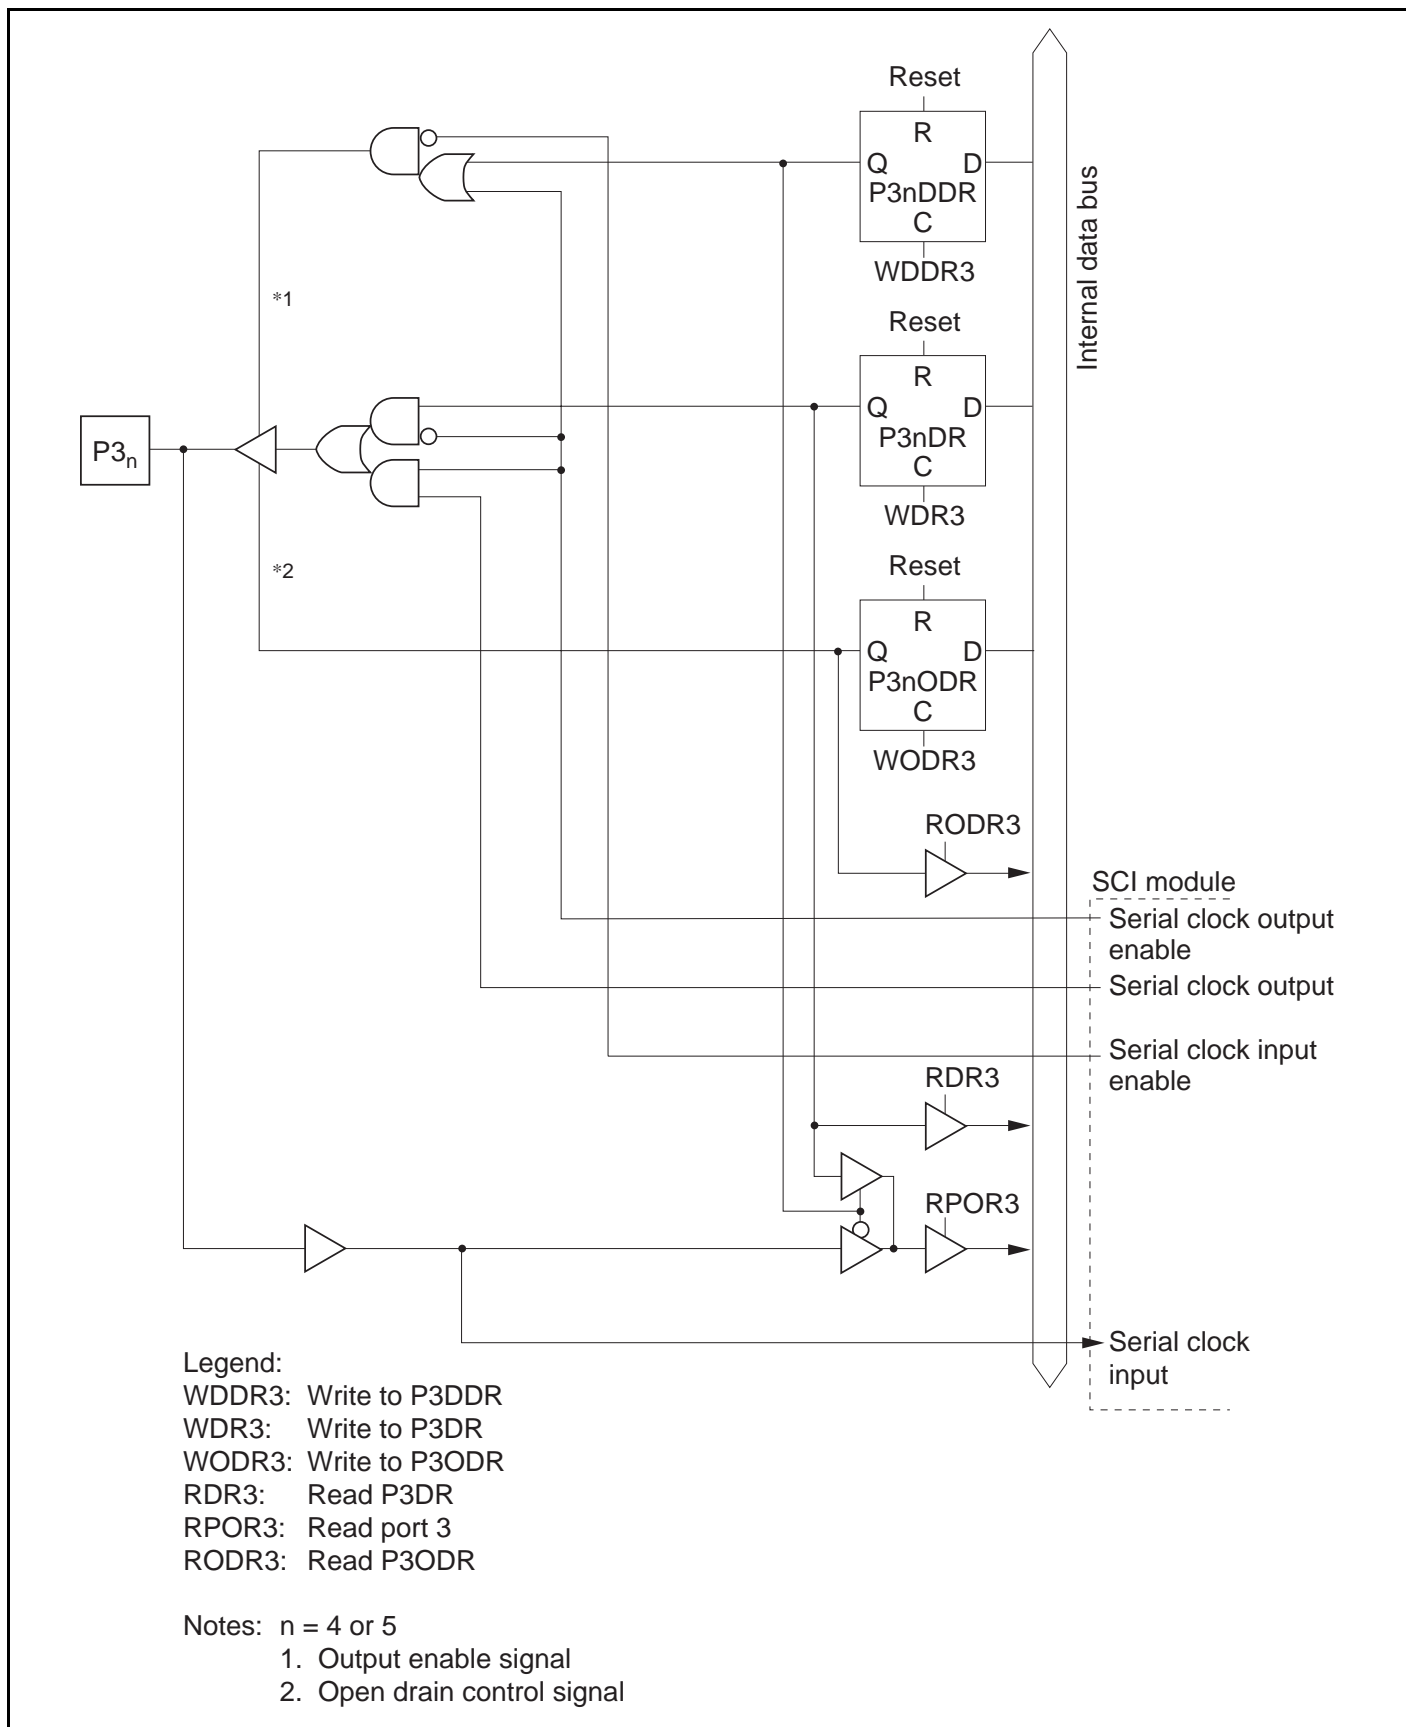 Reset
R
Q D
P3nDDR
C
WDDR3
Internal data bus
*1
Reset
R
Q D
P3nDR
C
WDR3
P3n
*2
Reset
R
Q D
P3nODR
C
WODR3
RODR3
SCI module
Serial clock output
enable
Serial clock output
Serial clock input
enable
RDR3
RPOR3
Serial clock
input
Legend:
WDDR3: Write to P3DDR
WDR3: Write to P3DR
WODR3: Write to P3ODR
RDR3: Read P3DR
RPOR3: Read port 3
RODR3: Read P3ODR
Notes: n = 4 or 5
1. Output enable signal
2. Open drain control signal